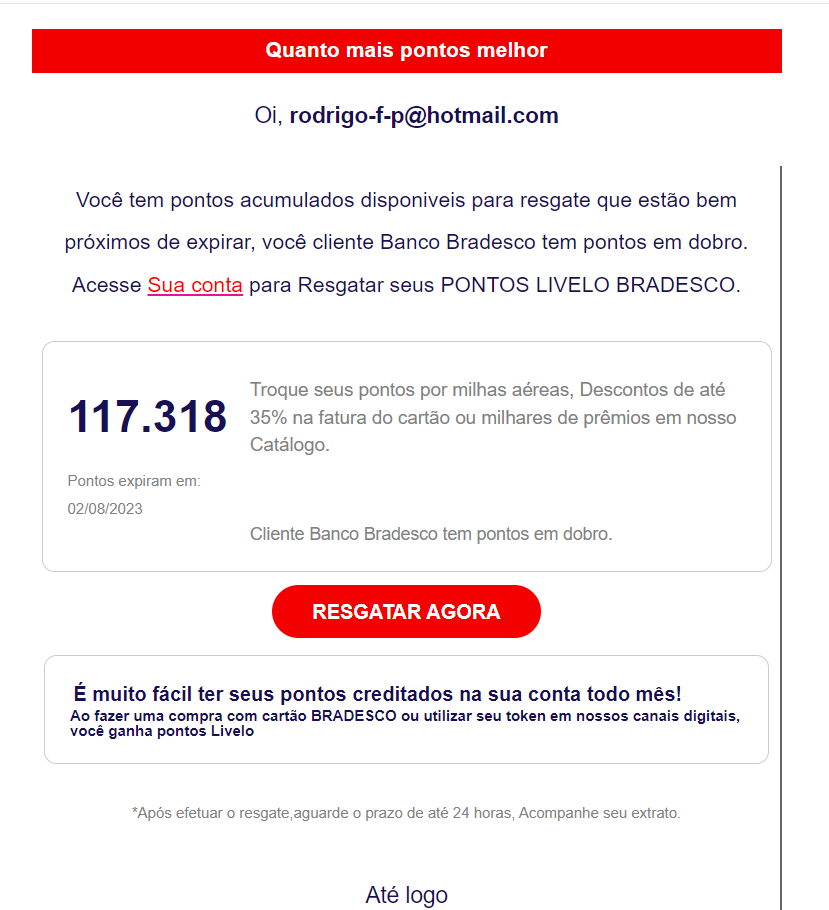 Quanto mais pontos melhor
Oi, rodrigo-f-p@hotmail.com
Você tem pontos acumulados disponiveis para resgate que estão bem
próximos de expirar, você cliente Banco Bradesco tem pontos em dobro.
Acesse Sua conta para Resgatar seus PONTOS LIVELO BRADESCO.
117.318
Pontos expiram em:
02/08/2023
Troque seus pontos por milhas aéreas, Descontos de até
35% na fatura do cartão ou milhares de prêmios em nosso
Catálogo.
Cliente Banco Bradesco tem pontos em dobro.
RESGATAR AGORA
É muito fácil ter seus pontos creditados na sua conta todo mês!
Ao fazer uma compra com cartão BRADESCO ou utilizar seu token em nossos canais digitais,
você ganha pontos Livelo
*Após efetuar o resgate,aguarde o prazo de até 24 horas, Acompanhe seu extrato.
Até logo